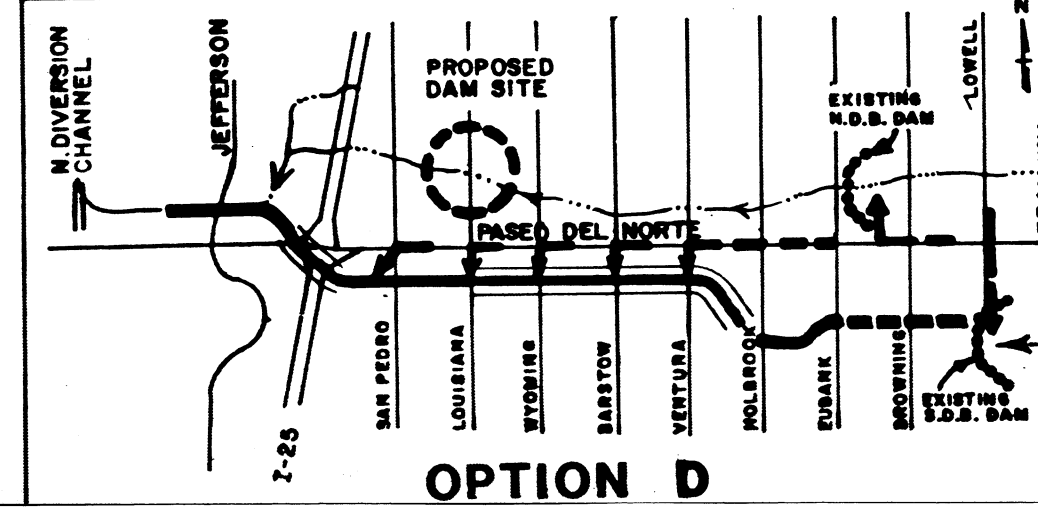 N. DIVERSION
CHANNEL
JEFFERSON
PROPOSED
DAM SITE
EXISTING
N.D.B. DAM
LOWELL
N
PASEO DEL NORTE
SAN PEDRO
LOUISIANA
WYOMING
BARSTOW
VENTURA
HOLBROOK
EUBANK
BROWNING
EXISTING
S.D.B. DAM
I-25
OPTION D